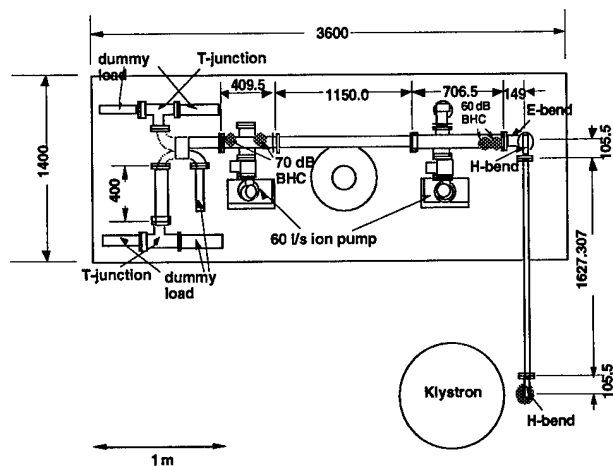 3600
dummy
load
T-junction
409.5
1150.0
706.5
149
60 dB
BHC
E-bend
105.5
1400
70 dB
BHC
H-bend
400
60 l/s ion pump
1627.307
T-junction
dummy
load
Klystron
105.5
H-bend
1 m